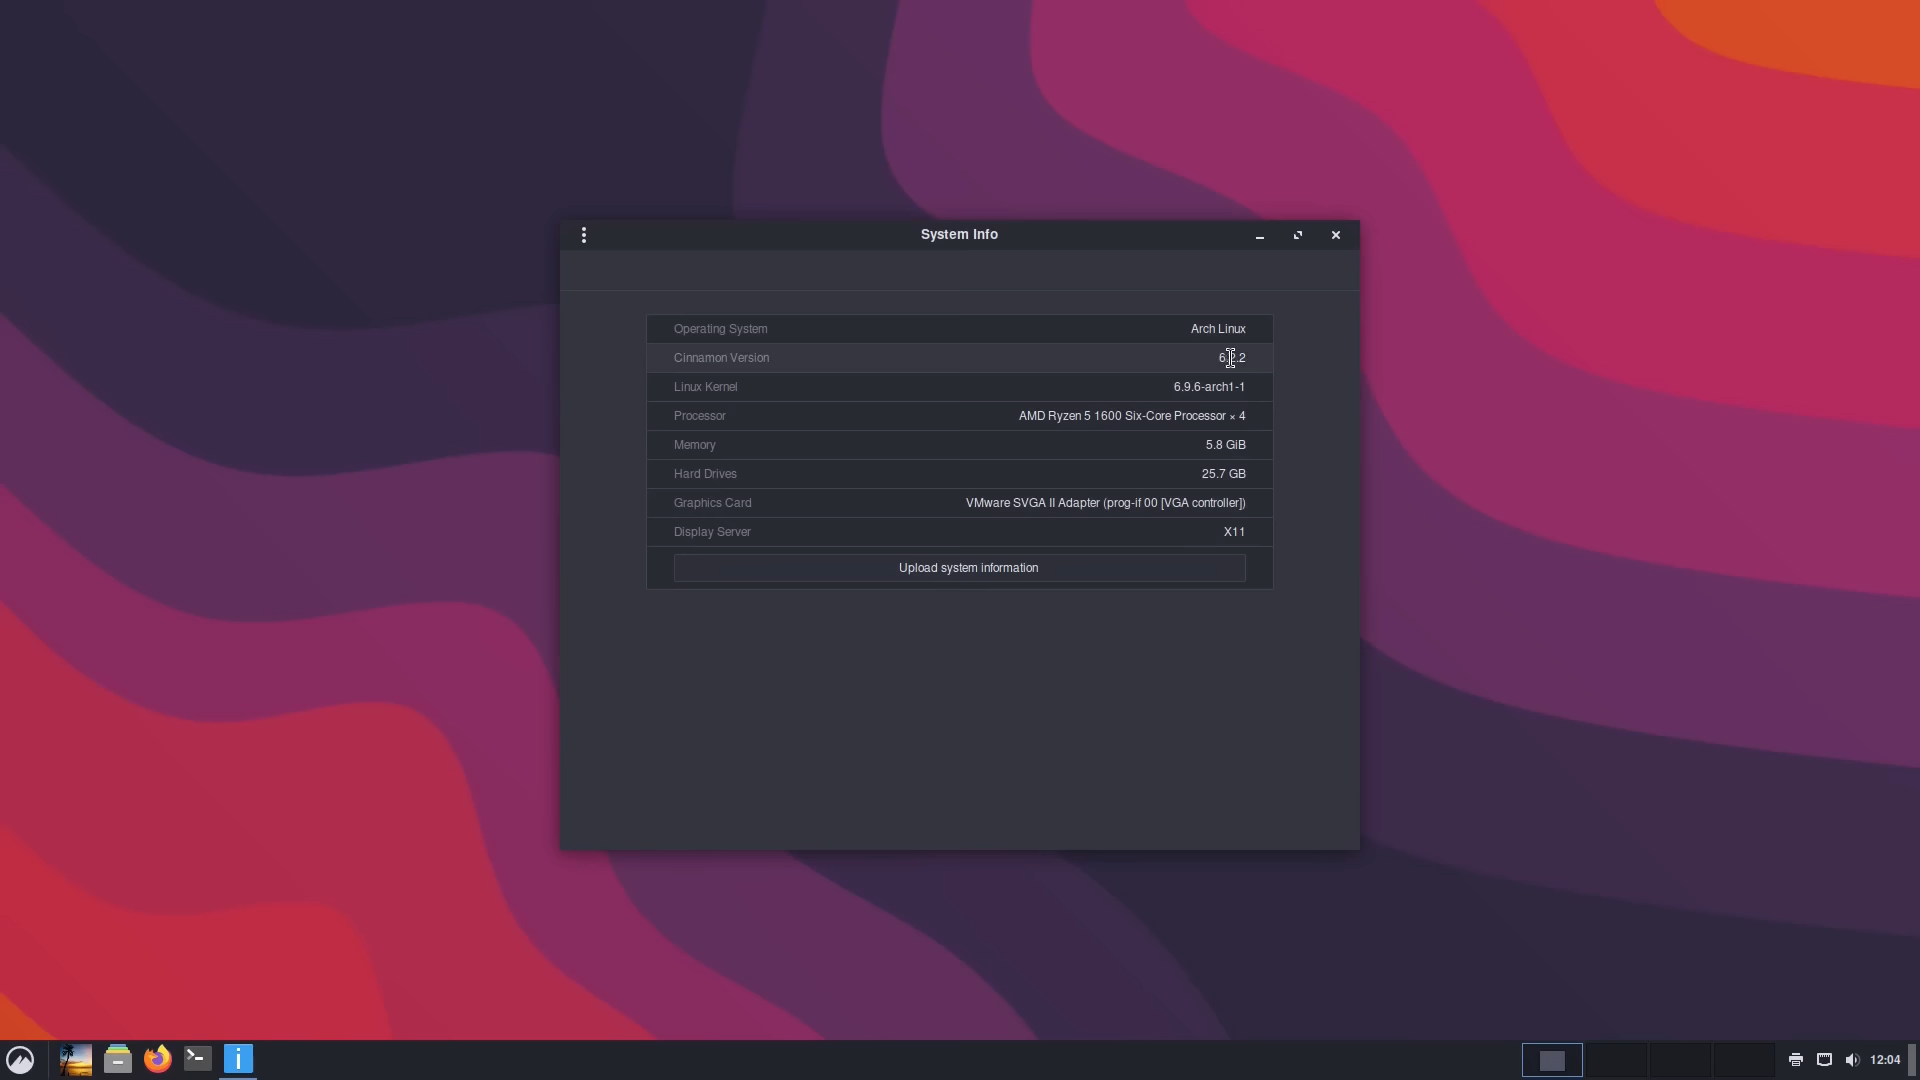 System Info
Operating System Arch Linux
Cinnamon Version
Linux Kernel 6.9.6-arch1-1
Processor AMD Ryzen 5 1600 Six-Core Processor × 4
Memory 5.8 GiB
Hard Drives 25.7 GB
Graphics Card VMware SVGA II Adapter (prog-if 00 [VGA controller])
Display Server X11
Upload system information
12:04